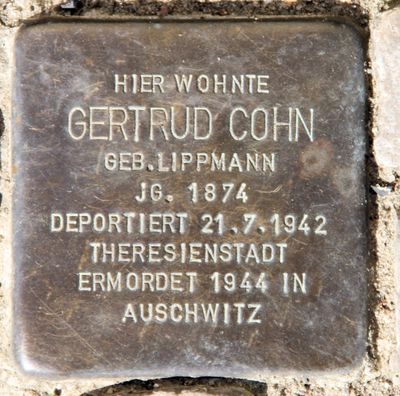 HIER WOHNTE
GERTRUD COHN
GEB. LIPPMANN
JG. 1874
DEPORTIERT 21.7.1942
THERESIENSTADT
ERMORDET 1944 IN
AUSCHWITZ